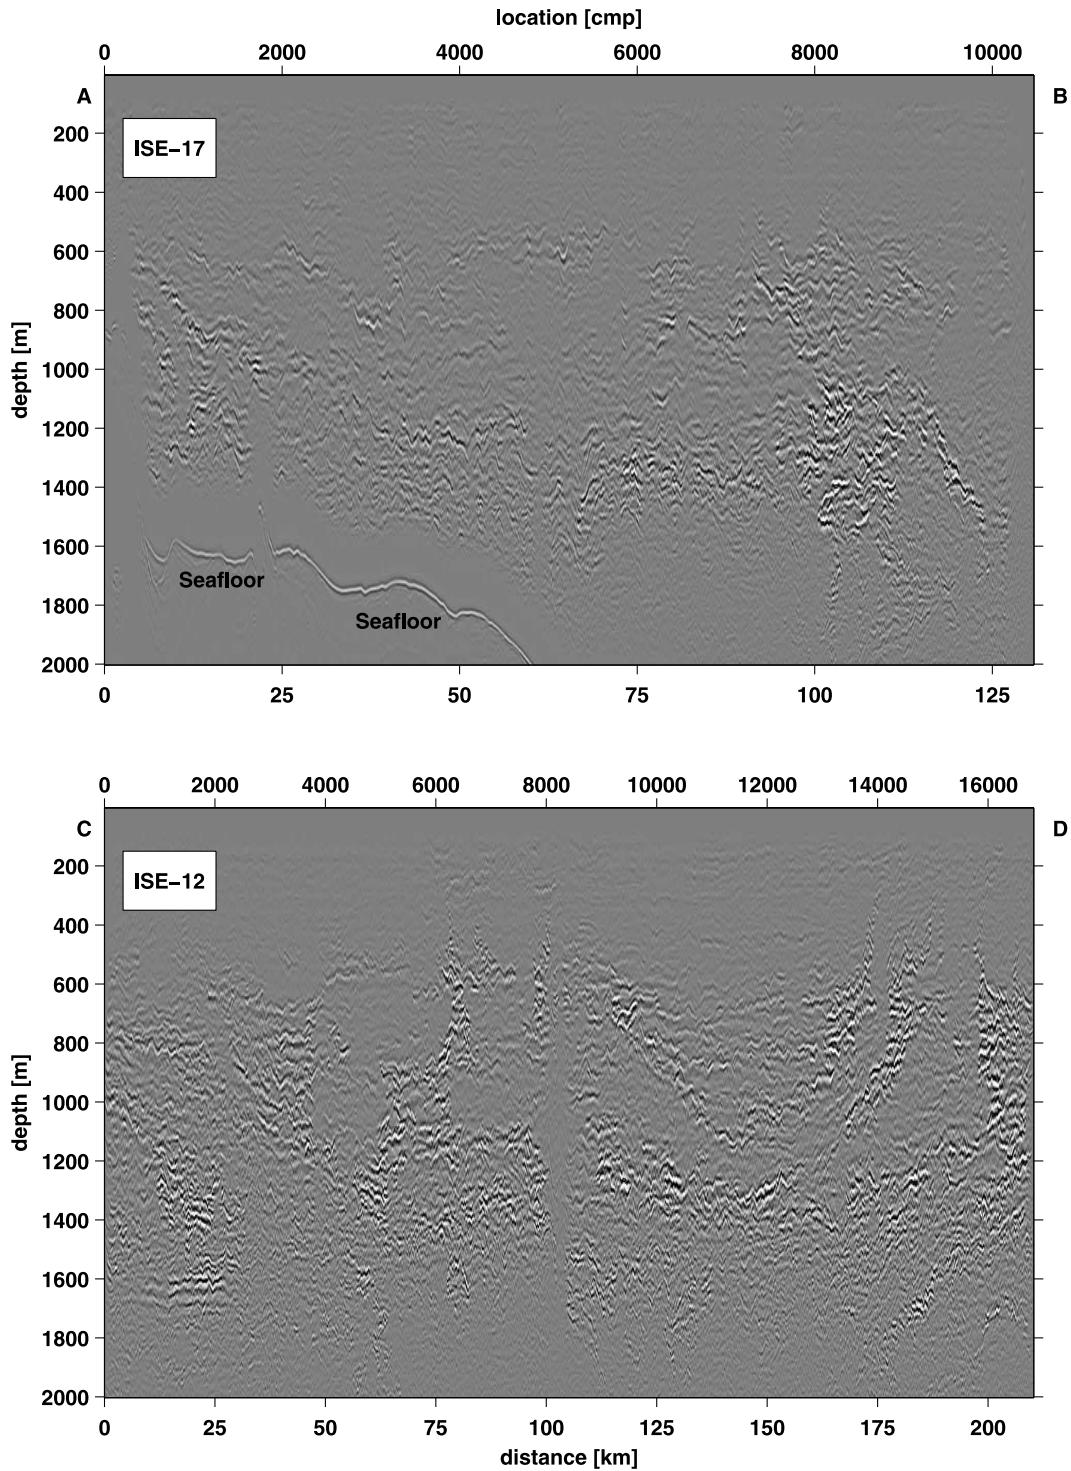 location [cmp]
0 2000 4000 6000 8000 10000
A B
200
ISE−17
400
600
800
1000
1200
1400
1600
Seafloor
1800
Seafloor
2000
depth [m]
0 25 50 75 100 125
0 2000 4000 6000 8000 10000 12000 14000 16000
C D
200
ISE−12
400
600
800
1000
1200
1400
1600
1800
2000
depth [m]
0 25 50 75 100 125 150 175 200
distance [km]